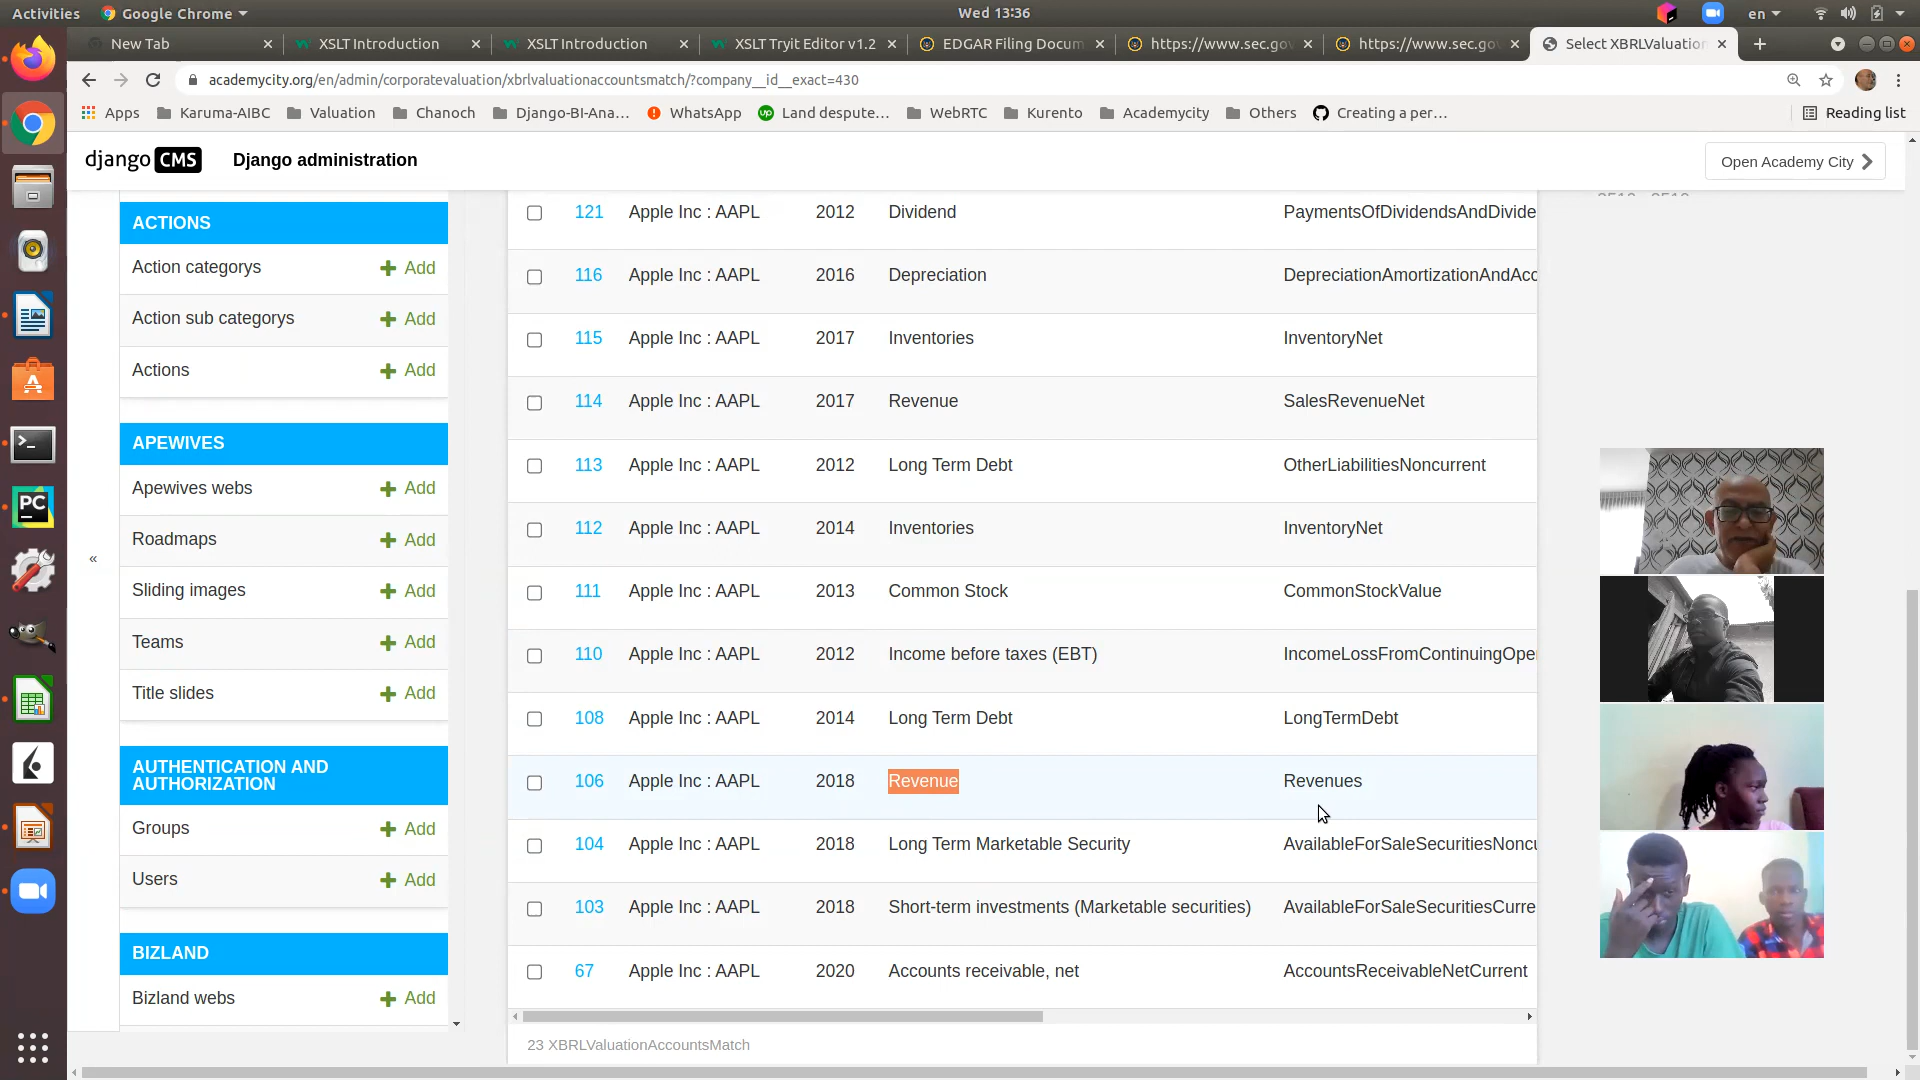 Activities Google Chrome Wed 13:36 en
New Tab XSLT Introduction XSLT Introduction XSLT Tryit Editor v1.2 EDGAR Filing Docum https://www.sec.gov https://www.sec.gov Select XBRLValuation
academycity.org/en/admin/corporatevaluation/xbrlvaluationaccountsmatch/?company__id__exact=430
Apps Karuma-AIBC Valuation Chanoch Django-BI-Ana... WhatsApp Land despute... WebRTC Kurento Academycity Others Creating a per... Reading list
django CMS Django administration Open Academy City
ACTIONS
Action categorys Add
Action sub categorys Add
Actions Add
APEWIVES
Apewives webs Add
Roadmaps Add
Sliding images Add
Teams Add
Title slides Add
AUTHENTICATION AND
AUTHORIZATION
Groups Add
Users Add
BIZLAND
Bizland webs Add
«
121 Apple Inc : AAPL 2012 Dividend PaymentsOfDividendsAndDivide
116 Apple Inc : AAPL 2016 Depreciation DepreciationAmortizationAndAcc
115 Apple Inc : AAPL 2017 Inventories InventoryNet
114 Apple Inc : AAPL 2017 Revenue SalesRevenueNet
113 Apple Inc : AAPL 2012 Long Term Debt OtherLiabilitiesNoncurrent
112 Apple Inc : AAPL 2014 Inventories InventoryNet
111 Apple Inc : AAPL 2013 Common Stock CommonStockValue
110 Apple Inc : AAPL 2012 Income before taxes (EBT) IncomeLossFromContinuingOper
108 Apple Inc : AAPL 2014 Long Term Debt LongTermDebt
106 Apple Inc : AAPL 2018 Revenue Revenues
104 Apple Inc : AAPL 2018 Long Term Marketable Security AvailableForSaleSecuritiesNoncu
103 Apple Inc : AAPL 2018 Short-term investments (Marketable securities) AvailableForSaleSecuritiesCurre
67 Apple Inc : AAPL 2020 Accounts receivable, net AccountsReceivableNetCurrent
23 XBRLValuationAccountsMatch
PC